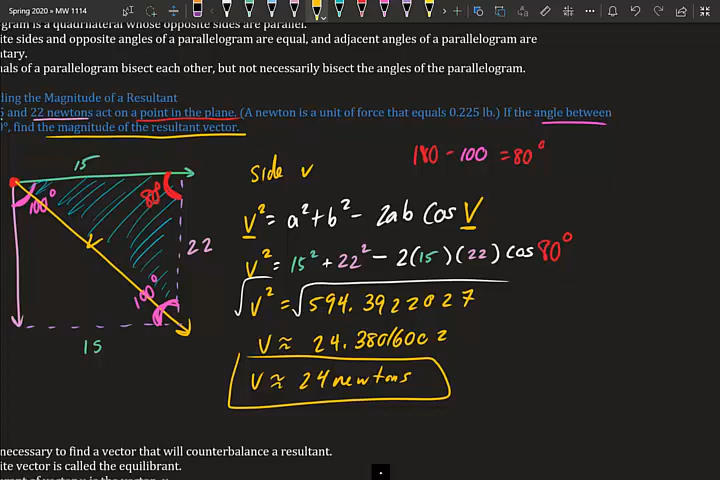 Spring 2020 » MW 1114
gram is a quadrilateral whose opposite sides are parallel.
ite sides and opposite angles of a parallelogram are equal, and adjacent angles of a parallelogram are
ntary.
als of a parallelogram bisect each other, but not necessarily bisect the angles of the parallelogram.
ling the Magnitude of a Resultant
5 and 22 newtons act on a point in the plane. (A newton is a unit of force that equals 0.225 lb.) If the angle between
0°, find the magnitude of the resultant vector.
15
100°
80°
22
100°
15
180 - 100 = 80°
Side v
V² = a² + b² - 2ab Cos V
V² = 15² + 22² - 2(15)(22) cos 80°
√V² = √594.3922027
V ≈
V ≈ 24 newtons
necessary to find a vector that will counterbalance a resultant.
ite vector is called the equilibrant.